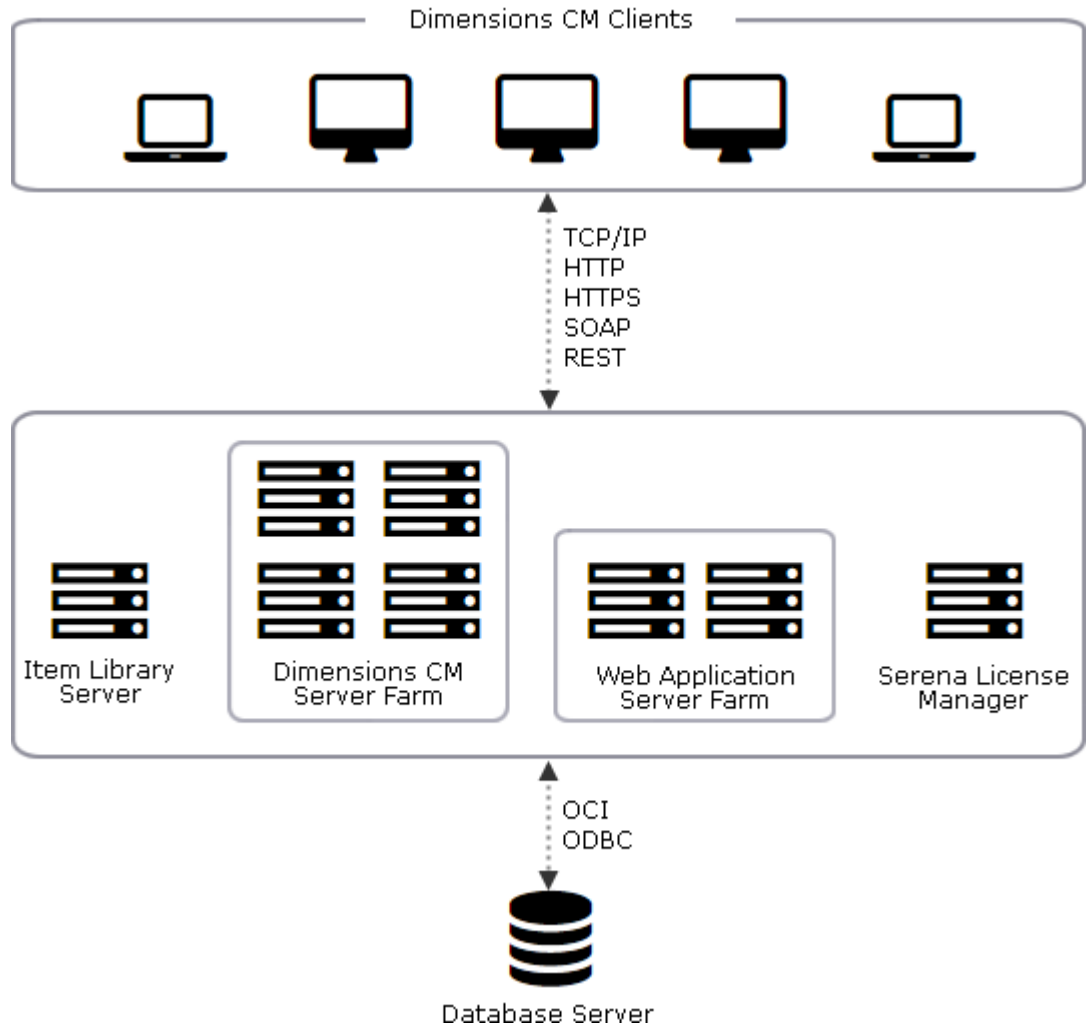 Dimensions CM Clients
TCP/IP
HTTP
HTTPS
SOAP
REST
Item Library
Server
Dimensions CM
Server Farm
Web Application
Server Farm
Serena License
Manager
OCI
ODBC
Database Server